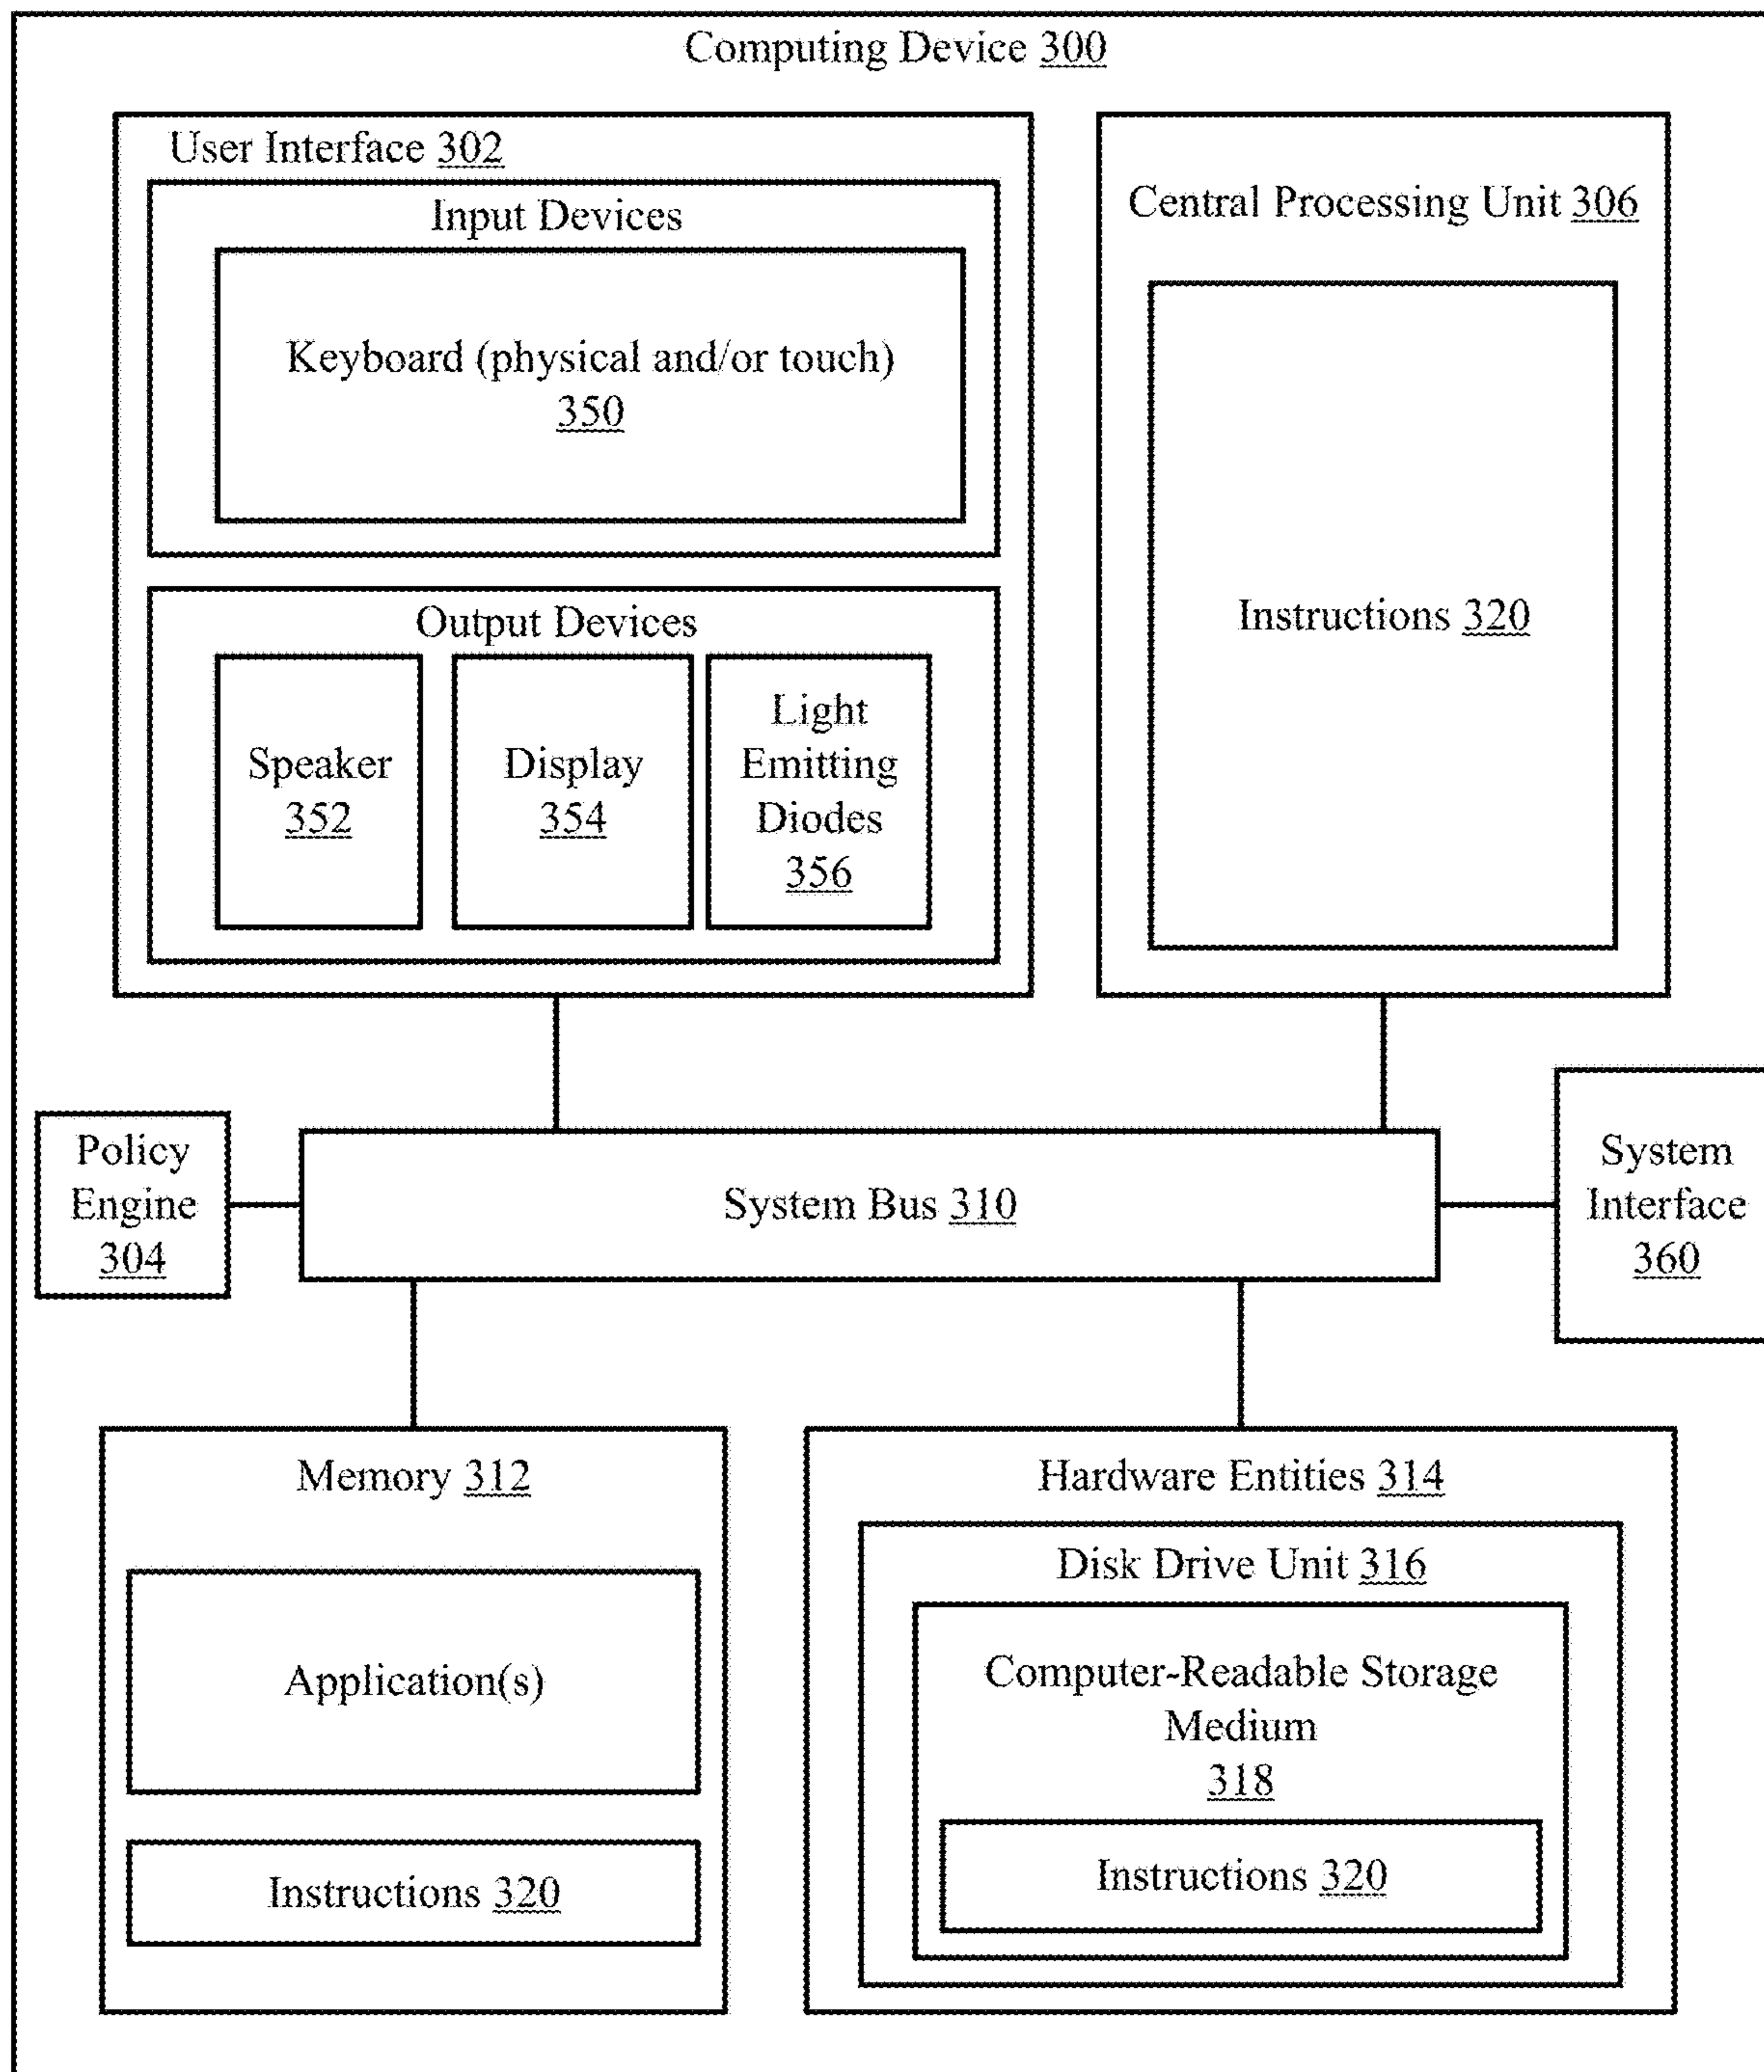 Computing Device 300
User Interface 302
Input Devices
Keyboard (physical and/or touch)
350
Output Devices
Speaker
352
Display
354
Light
Emitting
Diodes
356
Central Processing Unit 306
Instructions 320
Policy
Engine
304
System Bus 310
System
Interface
360
Memory 312
Application(s)
Instructions 320
Hardware Entities 314
Disk Drive Unit 316
Computer-Readable Storage
Medium
318
Instructions 320